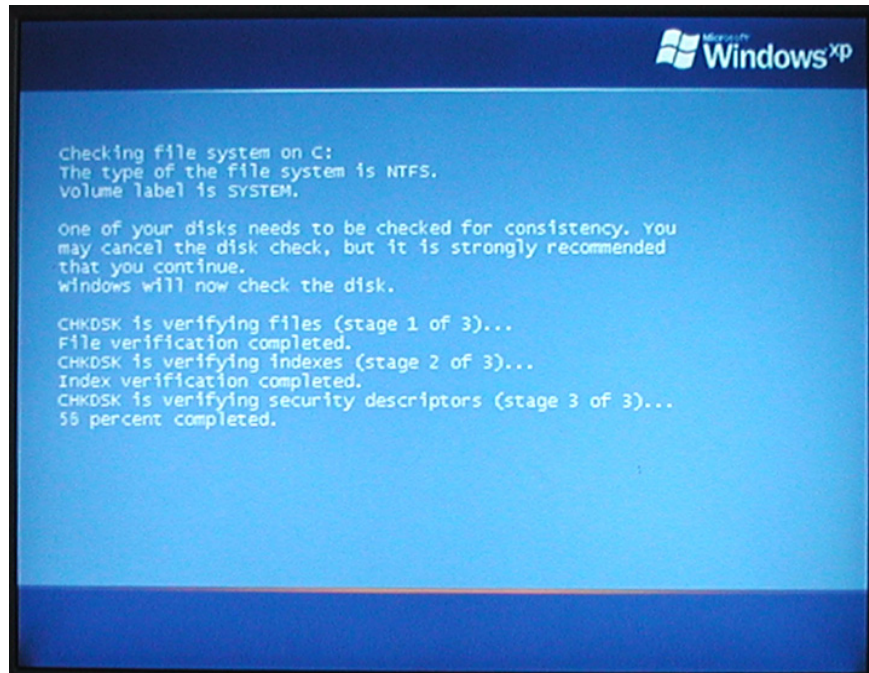 Microsoft
Windows xp
Checking file system on C:
The type of the file system is NTFS.
Volume label is SYSTEM.
One of your disks needs to be checked for consistency. You
may cancel the disk check, but it is strongly recommended
that you continue.
Windows will now check the disk.
CHKDSK is verifying files (stage 1 of 3)...
File verification completed.
CHKDSK is verifying indexes (stage 2 of 3)...
Index verification completed.
CHKDSK is verifying security descriptors (stage 3 of 3)...
percent completed.